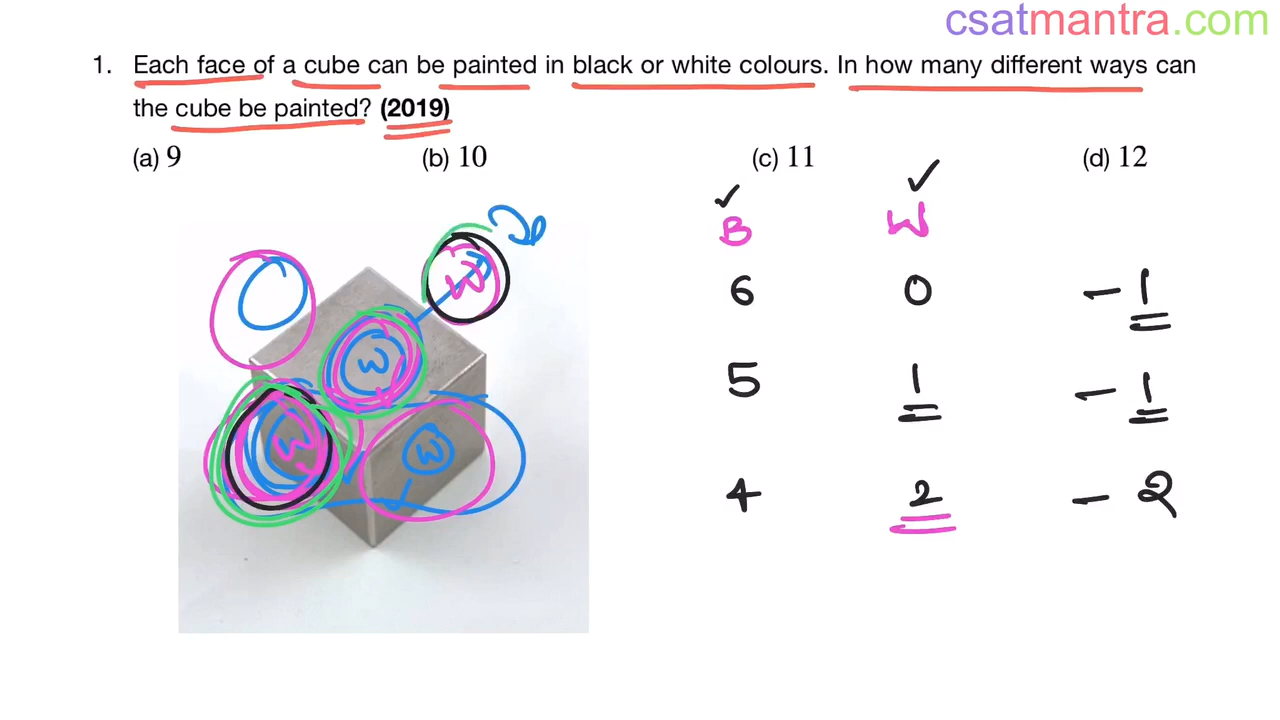 csatmantra.com
1. Each face of a cube can be painted in black or white colours. In how many different ways can
the cube be painted? (2019)
(a) 9 (b) 10 (c) 11 (d) 12
B W
6 0 - 1
5 1 - 1
4 2 - 2
W
W
W
W